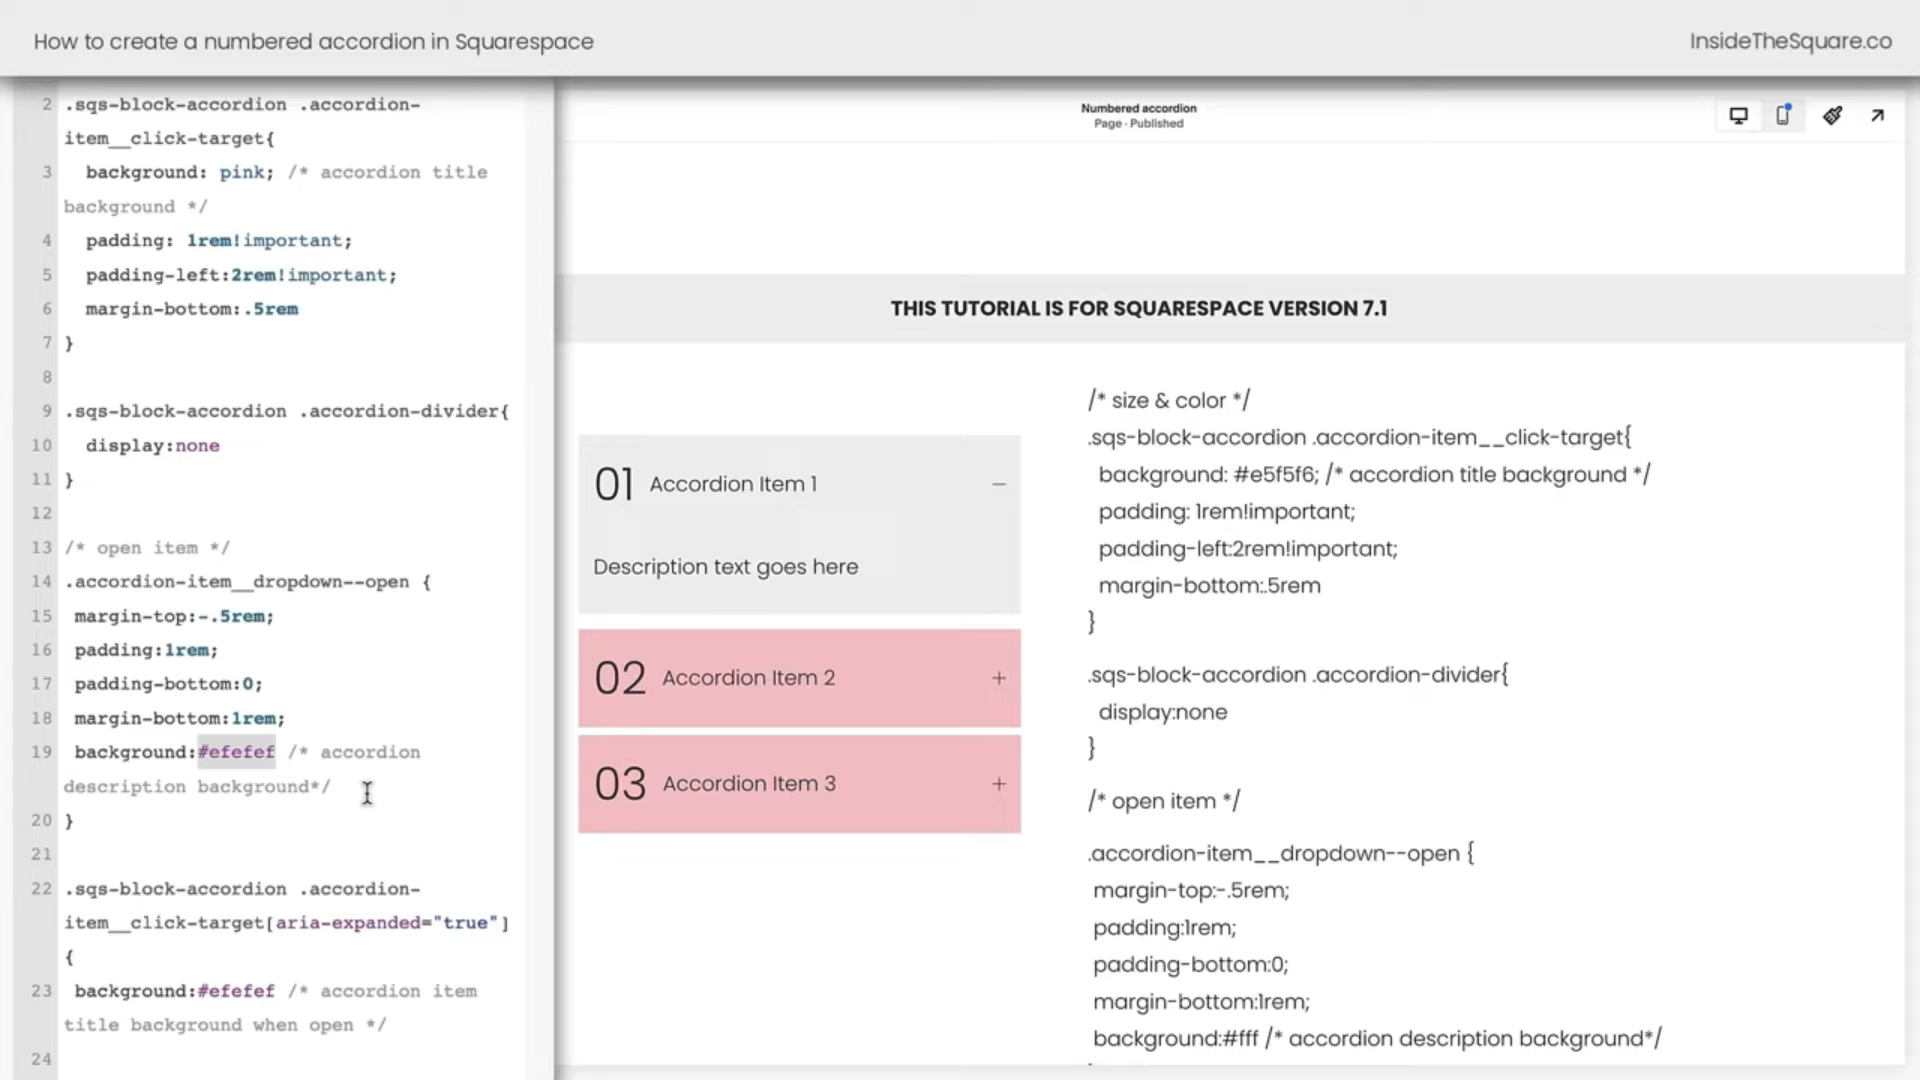 How to create a numbered accordion in Squarespace
InsideTheSquare.co
2 .sqs-block-accordion .accordion-
item__click-target{
3 background: pink; /* accordion title
background */
4 padding: 1rem!important;
5 padding-left:2rem!important;
6 margin-bottom:.5rem
7 }
8
9 .sqs-block-accordion .accordion-divider{
10 display:none
11 }
12
13 /* open item */
14 .accordion-item__dropdown--open {
15 margin-top:-.5rem;
16 padding:1rem;
17 padding-bottom:0;
18 margin-bottom:1rem;
19 background:#efefef /* accordion
description background*/
20 }
21
22 .sqs-block-accordion .accordion-
item__click-target[aria-expanded="true"]
{
23 background:#efefef /* accordion item
title background when open */
24
Numbered accordion
Page · Published
THIS TUTORIAL IS FOR SQUARESPACE VERSION 7.1
01 Accordion Item 1 −
Description text goes here
02 Accordion Item 2 +
03 Accordion Item 3 +
/* size & color */
.sqs-block-accordion .accordion-item__click-target{
background: #e5f5f6; /* accordion title background */
padding: 1rem!important;
padding-left:2rem!important;
margin-bottom:.5rem
}
.sqs-block-accordion .accordion-divider{
display:none
}
/* open item */
.accordion-item__dropdown--open {
margin-top:-.5rem;
padding:1rem;
padding-bottom:0;
margin-bottom:1rem;
background:#fff /* accordion description background*/